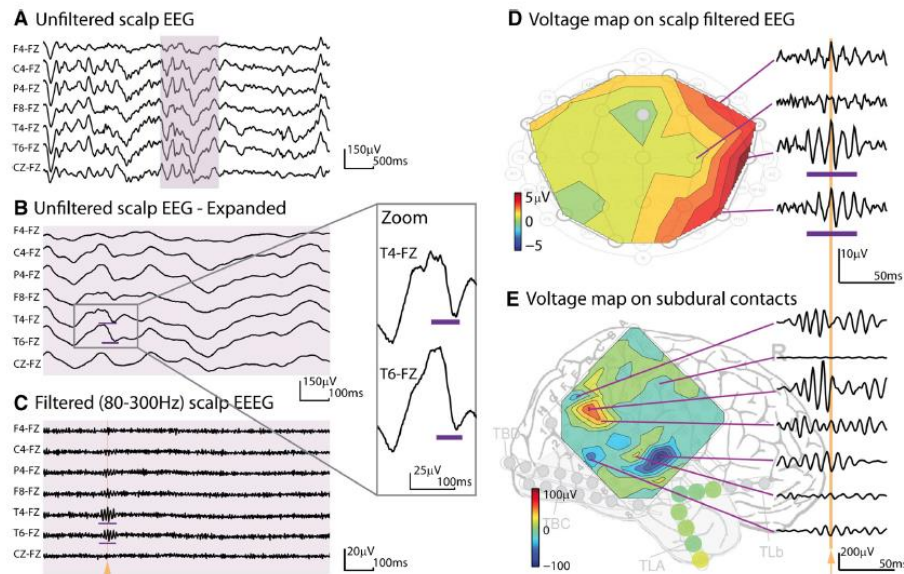 A Unfiltered scalp EEG
F4-FZ
C4-FZ
P4-FZ
F8-FZ
T4-FZ
T6-FZ
CZ-FZ
150µV
500ms
B Unfiltered scalp EEG - Expanded
F4-FZ
C4-FZ
P4-FZ
F8-FZ
T4-FZ
T6-FZ
CZ-FZ
150µV
100ms
Zoom
T4-FZ
T6-FZ
25µV
100ms
C Filtered (80-300Hz) scalp EEEG
F4-FZ
C4-FZ
P4-FZ
F8-FZ
T4-FZ
T6-FZ
CZ-FZ
20µV
100ms
D Voltage map on scalp filtered EEG
5µV
0
-5
10µV
50ms
E Voltage map on subdural contacts
R
TBC
TLA
TLb
100µV
0
-100
200µV
50ms